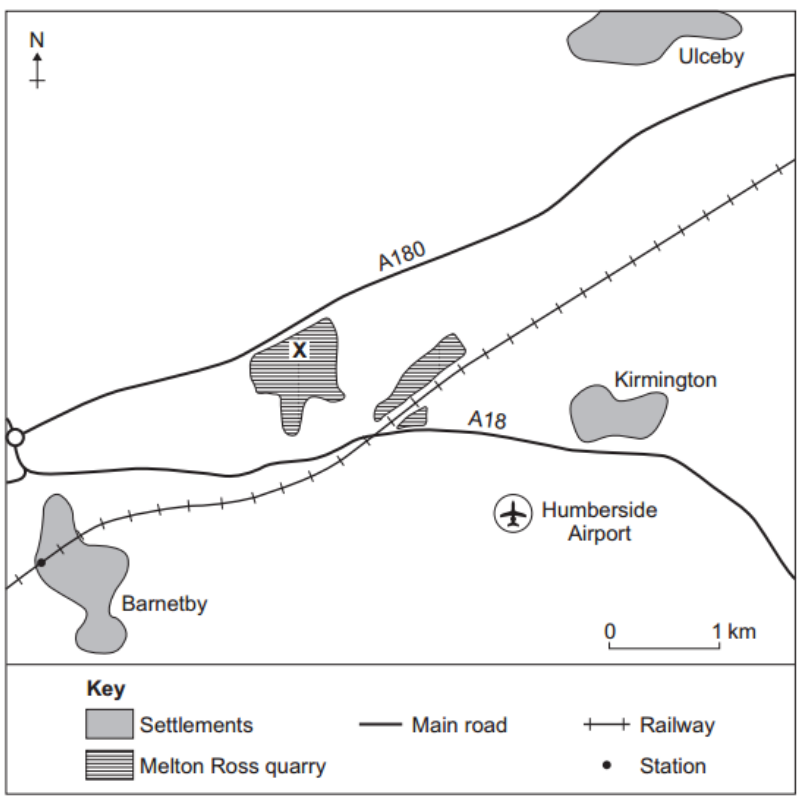 N
Ulceby
A180
X
Kirmington
A18
Humberside
Airport
Barnetby
0 1 km
Key
Settlements
Main road
Railway
Melton Ross quarry
Station